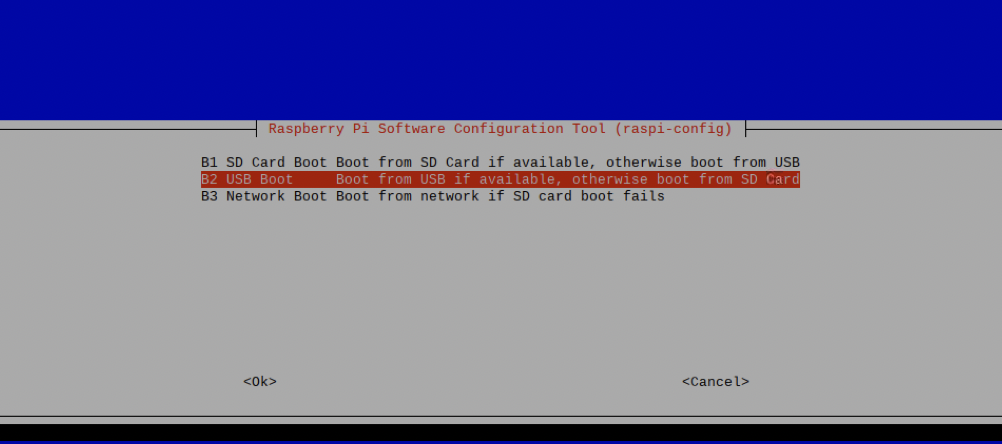 Raspberry Pi Software Configuration Tool (raspi-config)
B1 SD Card Boot Boot from SD Card if available, otherwise boot from USB
B2 USB Boot     Boot from USB if available, otherwise boot from SD Card
B3 Network Boot Boot from network if SD card boot fails
<Ok> <Cancel>